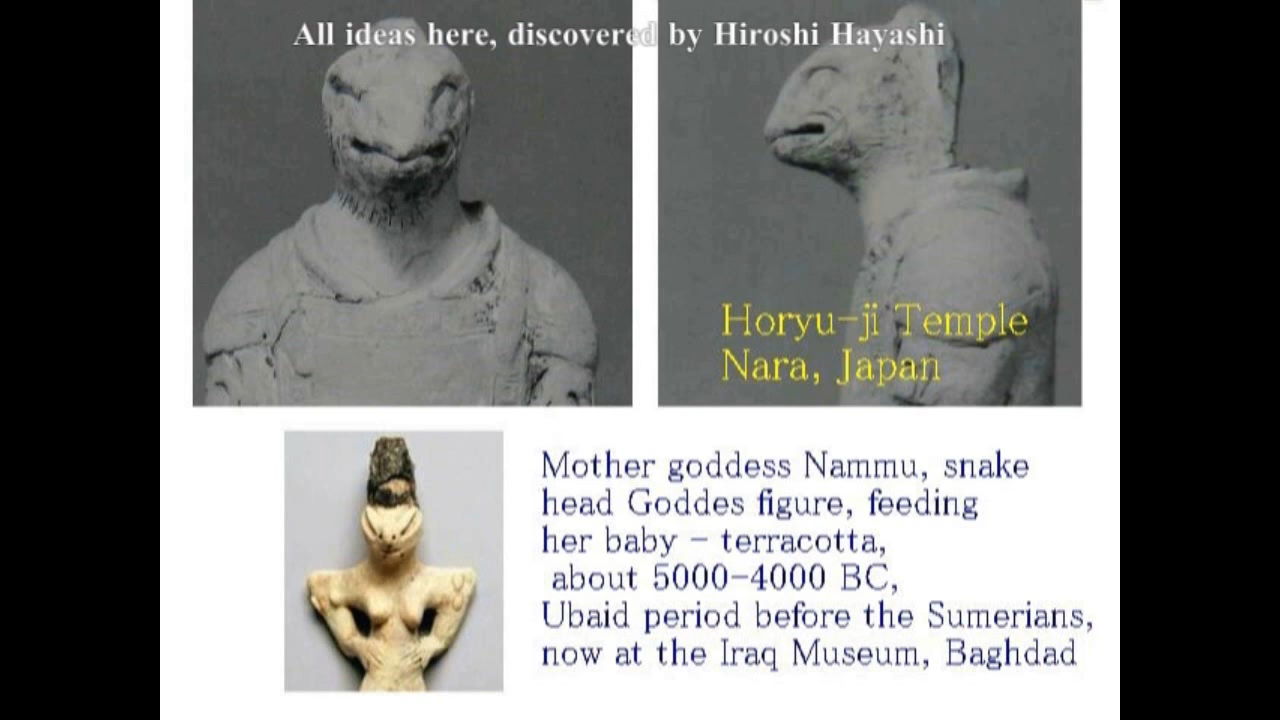 All ideas here, discovered by Hiroshi Hayashi
Horyu-ji Temple
Nara, Japan
Mother goddess Nammu, snake
head Goddes figure, feeding
her baby - terracotta,
about 5000-4000 BC,
Ubaid period before the Sumerians,
now at the Iraq Museum, Baghdad